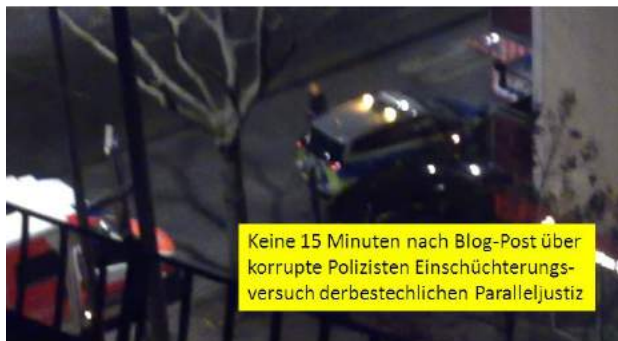 Keine 15 Minuten nach Blog-Post über
korrupte Polizisten Einschüchterungs-
versuch derbestechlichen Paralleljustiz